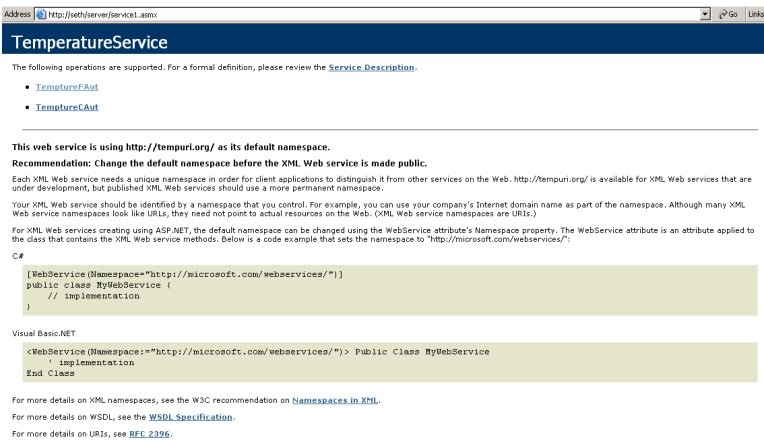 Address http://seth/server/service1.asmx Go Links
TemperatureService
The following operations are supported. For a formal definition, please review the Service Description.
• TemptureFAut
• TemptureCAut
This web service is using http://tempuri.org/ as its default namespace.
Recommendation: Change the default namespace before the XML Web service is made public.
Each XML Web service needs a unique namespace in order for client applications to distinguish it from other services on the Web. http://tempuri.org/ is available for XML Web services that are
under development, but published XML Web services should use a more permanent namespace.
Your XML Web service should be identified by a namespace that you control. For example, you can use your company's Internet domain name as part of the namespace. Although many XML
Web service namespaces look like URLs, they need not point to actual resources on the Web. (XML Web service namespaces are URIs.)
For XML Web services creating using ASP.NET, the default namespace can be changed using the WebService attribute's Namespace property. The WebService attribute is an attribute applied to
the class that contains the XML Web service methods. Below is a code example that sets the namespace to "http://microsoft.com/webservices/":
C#
[WebService(Namespace="http://microsoft.com/webservices/")]
public class MyWebService {
// implementation
}
Visual Basic.NET
<WebService(Namespace:="http://microsoft.com/webservices/")> Public Class MyWebService
' implementation
End Class
For more details on XML namespaces, see the W3C recommendation on Namespaces in XML.
For more details on WSDL, see the WSDL Specification.
For more details on URIs, see RFC 2396.